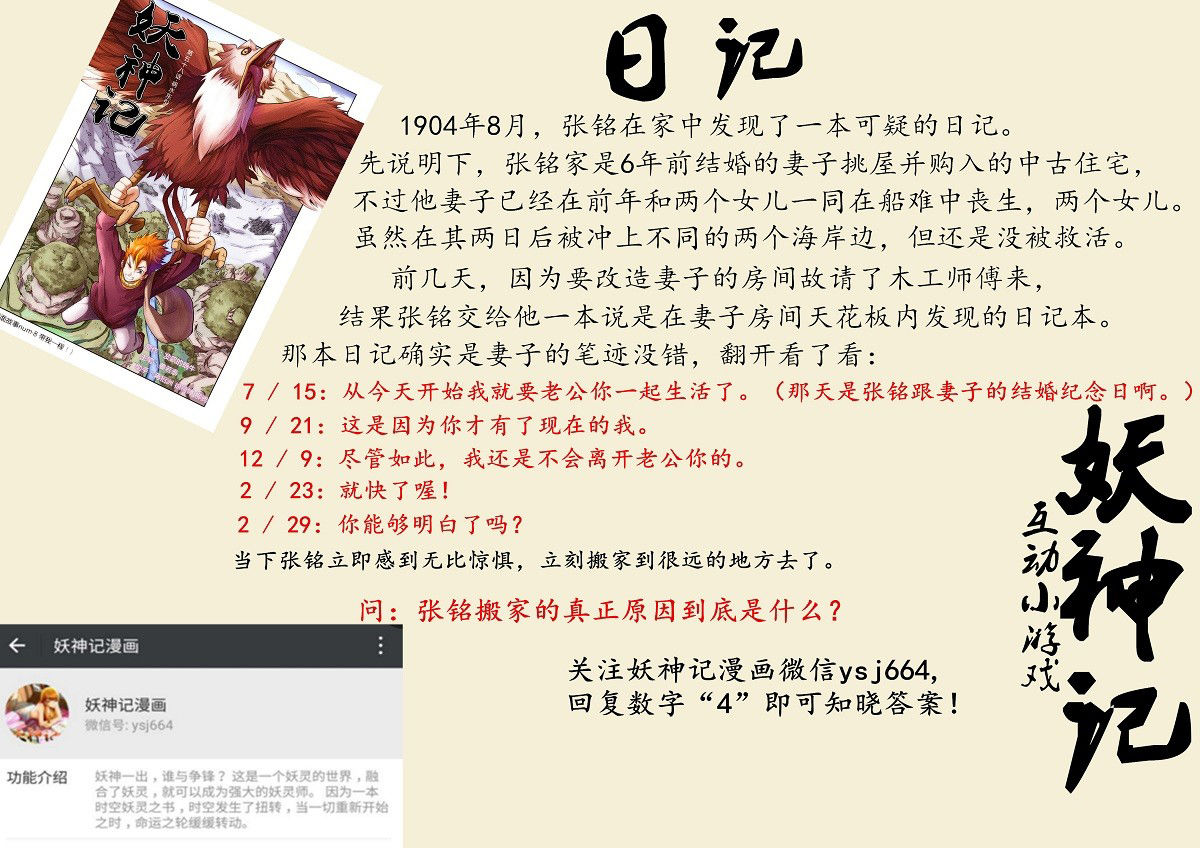 妖神记
日记
1904年8月，张铭在家中发现了一本可疑的日记。
先说明下，张铭家是6年前结婚的妻子挑屋并购入的中古住宅，
不过他妻子已经在前年和两个女儿一同在船难中丧生，两个女儿。
虽然在其两日后被冲上不同的两个海岸边，但还是没被救活。
前几天，因为要改造妻子的房间故请了木工师傅来，
结果张铭交给他一本说是在妻子房间天花板内发现的日记本。
那本日记确实是妻子的笔迹没错，翻开看了看：
7 / 15：从今天开始我就要老公你一起生活了。（那天是张铭跟妻子的结婚纪念日啊。）
9 / 21：这是因为你才有了现在的我。
12 / 9：尽管如此，我还是不会离开老公你的。
2 / 23：就快了喔！
2 / 29：你能够明白了吗？
当下张铭立即感到无比惊惧，立刻搬家到很远的地方去了。
问：张铭搬家的真正原因到底是什么？
关注妖神记漫画微信ysj664,
回复数字“4”即可知晓答案！
妖神记
互动小游戏
妖神记漫画
妖神记漫画
微信号: ysj664
功能介绍
妖神一出，谁与争锋？ 这是一个妖灵的世界，融
合了妖灵，就可以成为强大的妖灵师。 因为一本
时空妖灵之书，时空发生了扭转，当一切重新开始
之时，命运之轮缓缓转动。